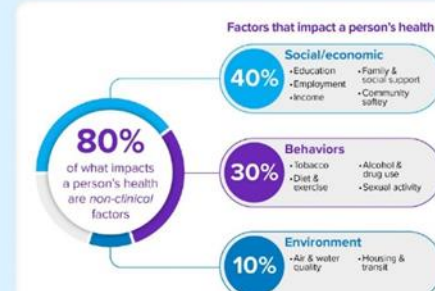 Factors that impact a person's health
80%
of what impacts
a person's health
are non-clinical
factors
40%
Social/economic
•Education
•Employment
•Income
•Family &
social support
•Community
saftey
30%
Behaviors
•Tobacco
•Diet &
exercise
•Alcohol &
drug use
•Sexual activity
10%
Environment
•Air & water
quality
•Housing &
transit